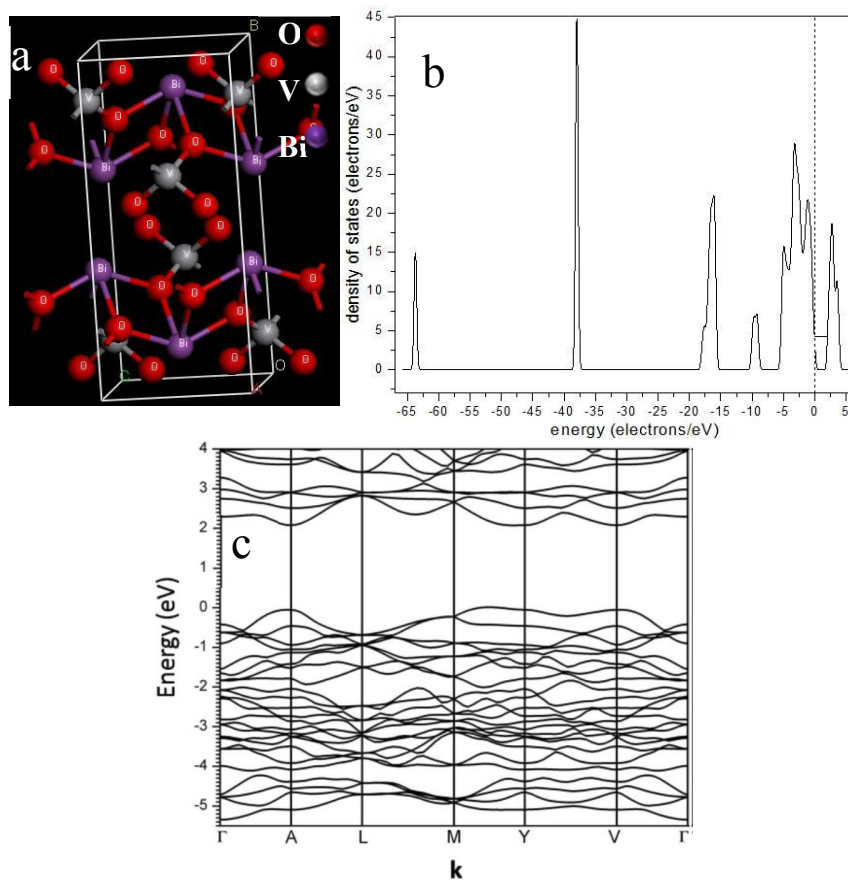 a
B
O
V
Bi
O
O
O
O
V
Bi
V
O
O
O
O
O
O
Bi
Bi
V
O
O
O
O
V
Bi
Bi
O
O
O
O
O
O
O
V
Bi
O
O
O
O
O
C
A
b
density of states (electrons/eV)
45
40
35
30
25
20
15
10
5
0
-65 -60 -55 -50 -45 -40 -35 -30 -25 -20 -15 -10 -5 0 5
energy (electrons/eV)
c
Energy (eV)
4
3
2
1
0
-1
-2
-3
-4
-5
Γ A L M Y V Γ
k